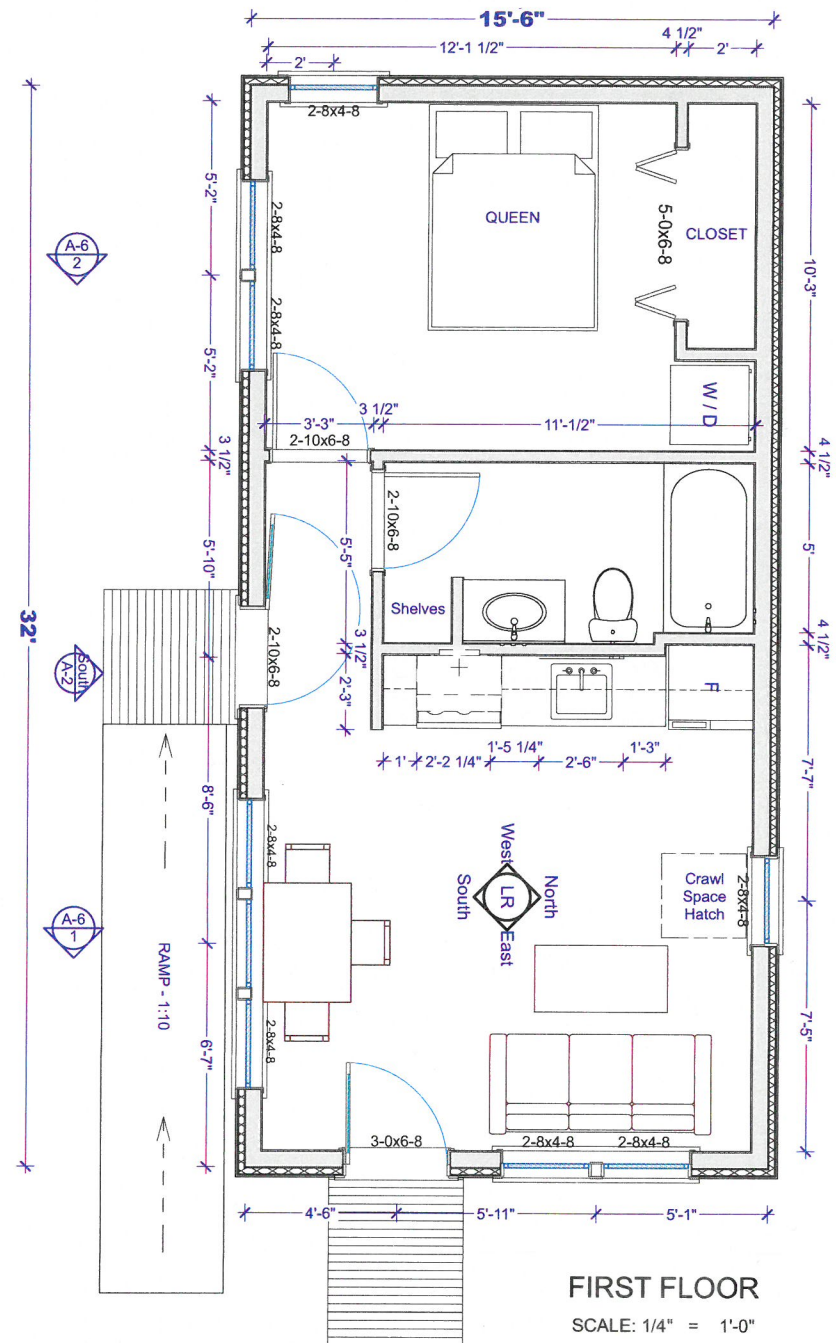 15'-6"
12'-1 1/2"
4 1/2"
2'
2'
2-8x4-8
5'-2"
2-8x4-8
2-8x4-8
5'-2"
QUEEN
5-0x6-8
CLOSET
10'-3"
A-6
2
W / D
3'-3"
3 1/2"
11'-1/2"
2-10x6-8
3 1/2"
4 1/2"
5'-10"
5'-5"
2-10x6-8
5'
Shelves
32'
South
A-2
2-10x6-8
3 1/2"
2'-3"
4 1/2"
F
1'
2'-2 1/4"
1'-5 1/4"
2'-6"
1'-3"
7'-7"
8'-6"
2-8x4-8
West
North
LR
South
East
Crawl
Space
Hatch
2-8x4-8
A-6
1
RAMP - 1:10
6'-7"
2-8x4-8
7'-5"
3-0x6-8
2-8x4-8
2-8x4-8
4'-6"
5'-11"
5'-1"
FIRST FLOOR
SCALE: 1/4" = 1'-0"